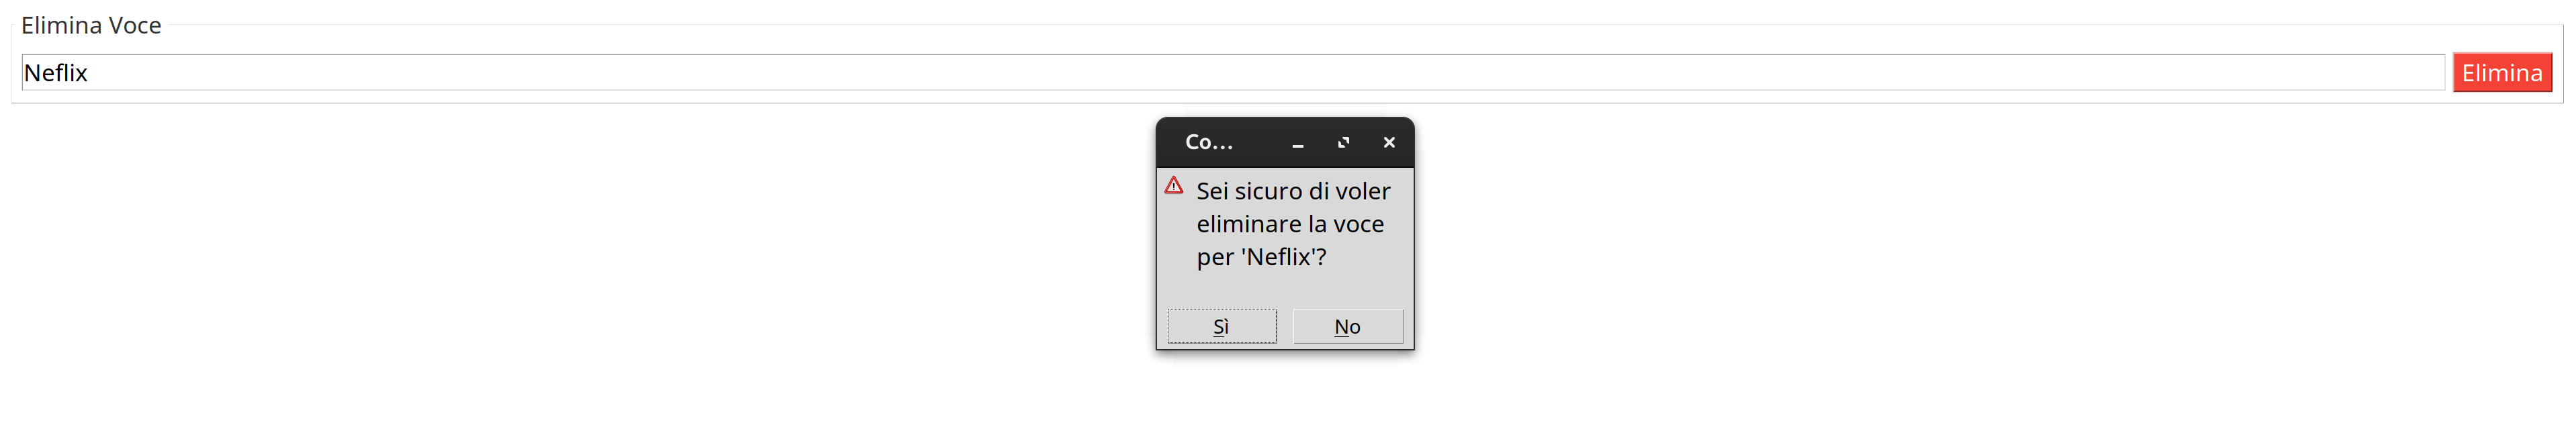 Elimina Voce
Neflix
Elimina
Co...
Sei sicuro di voler
eliminare la voce
per 'Neflix'?
Sì
No